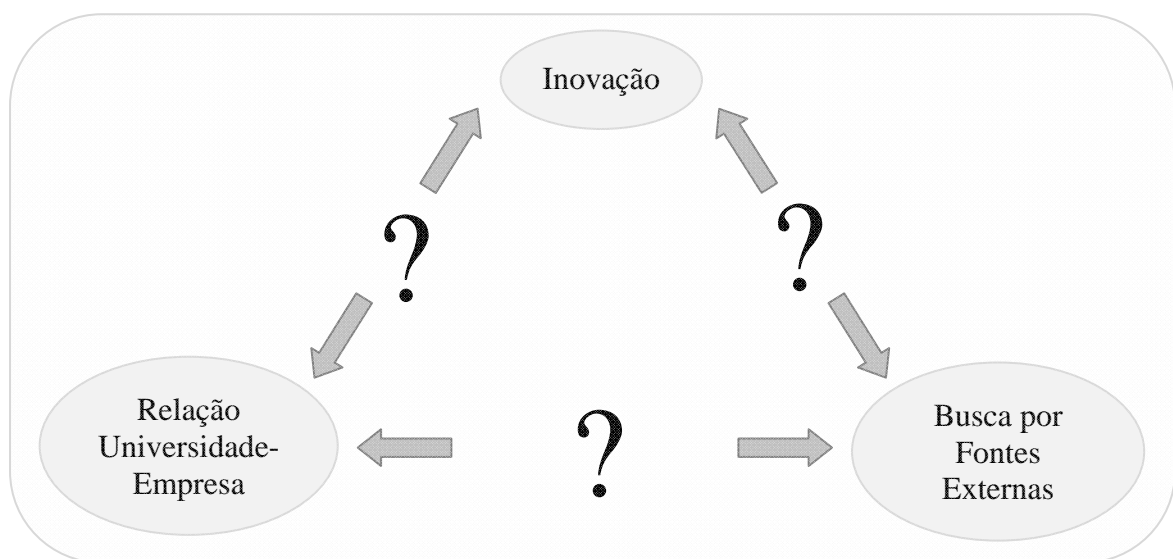 Inovação
?
?
Relação
Universidade-
Empresa
?
Busca por
Fontes
Externas